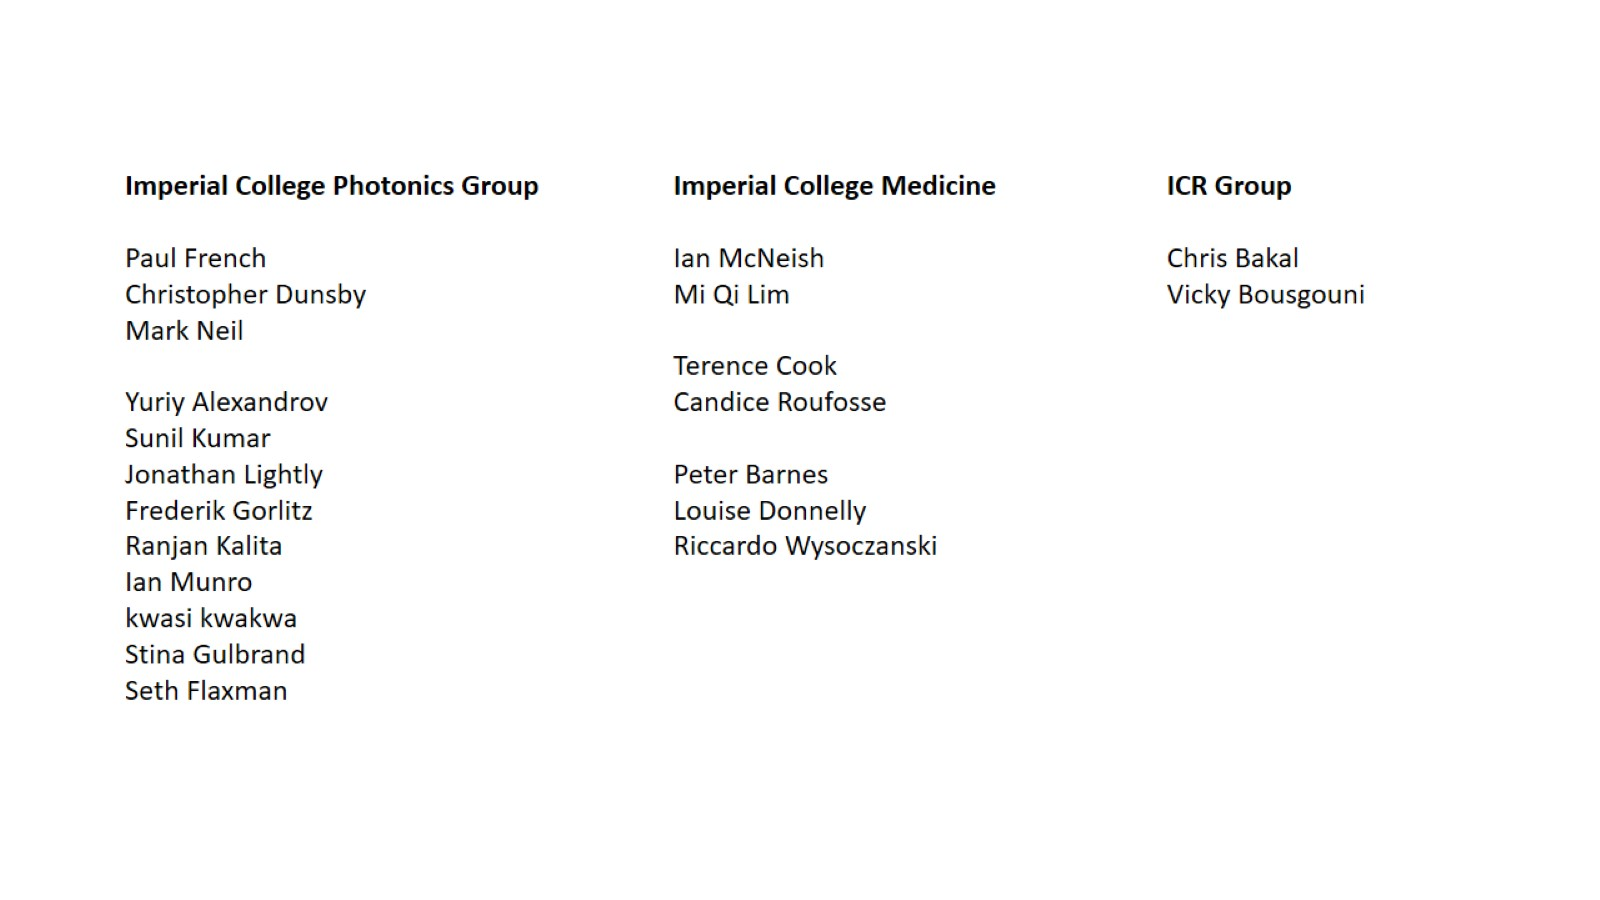 Imperial College Photonics Group
Paul French
Christopher Dunsby
Mark Neil
Yuriy Alexandrov
Sunil Kumar
Jonathan Lightly
Frederik Gorlitz
Ranjan Kalita
Ian Munro
kwasi kwakwa
Stina Gulbrand
Seth Flaxman
Imperial College Medicine
Ian McNeish
Mi Qi Lim
Terence Cook
Candice Roufosse
Peter Barnes
Louise Donnelly
Riccardo Wysoczanski
ICR Group
Chris Bakal
Vicky Bousgouni